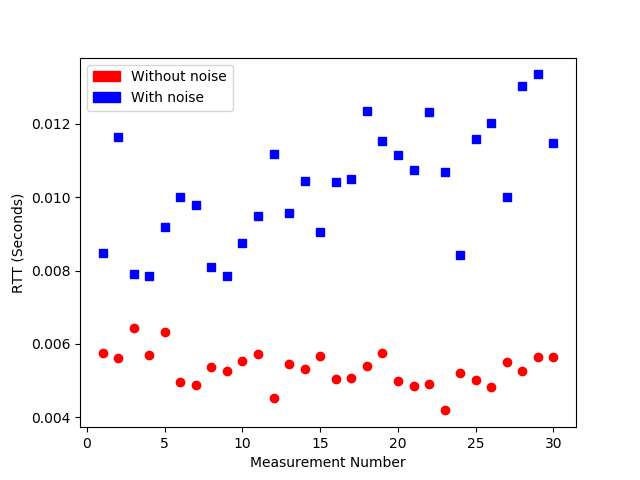 Without noise
With noise
0.012
0.010
0.008
0.006
0.004
RTT (Seconds)
0 5 10 15 20 25 30
Measurement Number